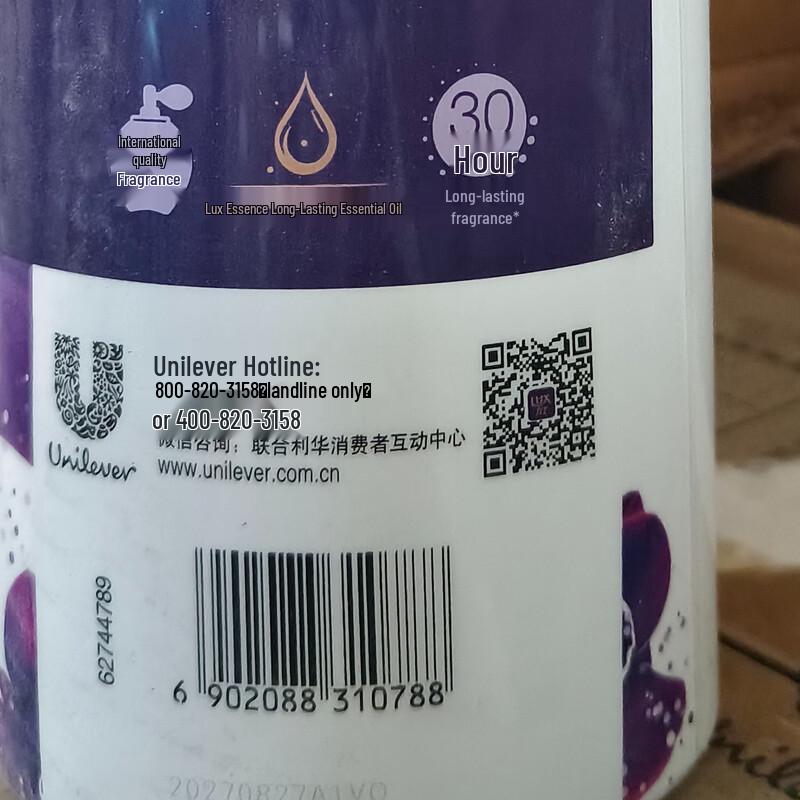 International
quality
Fragrance
Lux Essence Long-Lasting Essential Oil
30
Hour
Long-lasting
fragrance*
Unilever
Unilever Hotline:
800-820-3158 landline only
or 400-820-3158
微信咨询：联合利华消费者互动中心
www.unilever.com.cn
LUX
62744789
6 902088 310788
20270827A1VO